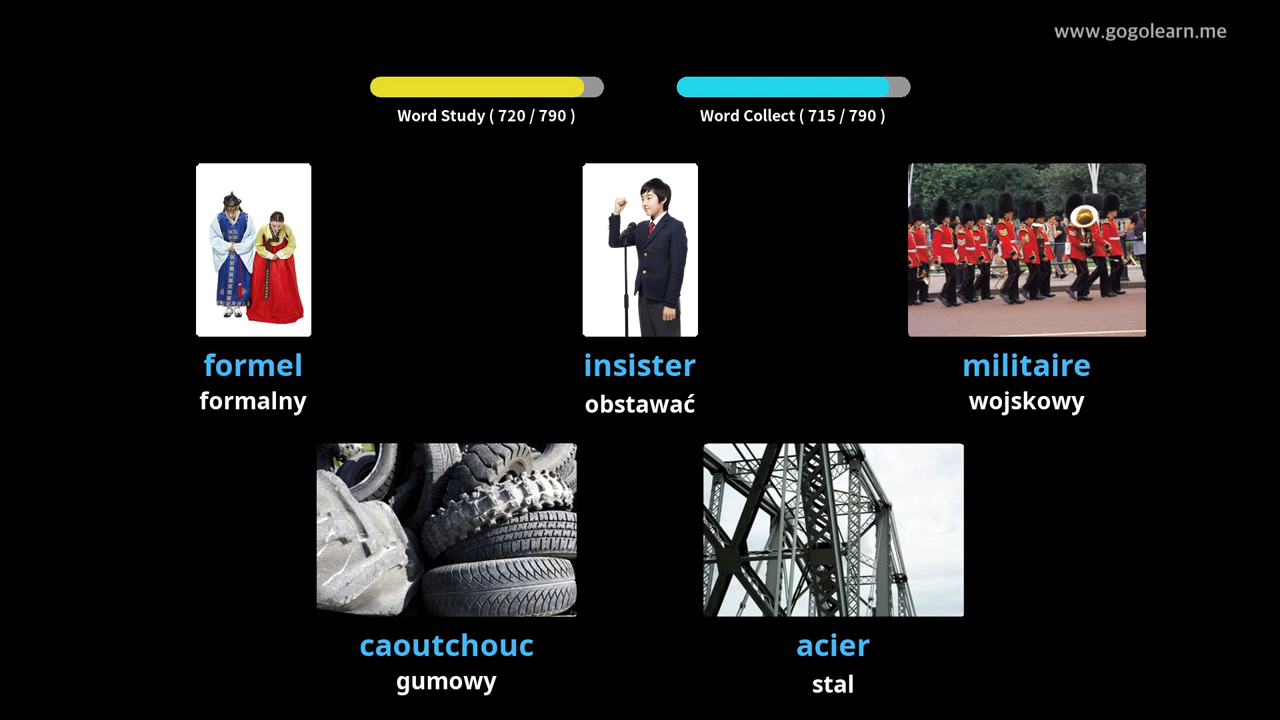 www.gogolearn.me
Word Study ( 720 / 790 )
Word Collect ( 715 / 790 )
formel
formalny
insister
obstawać
militaire
wojskowy
caoutchouc
gumowy
acier
stal